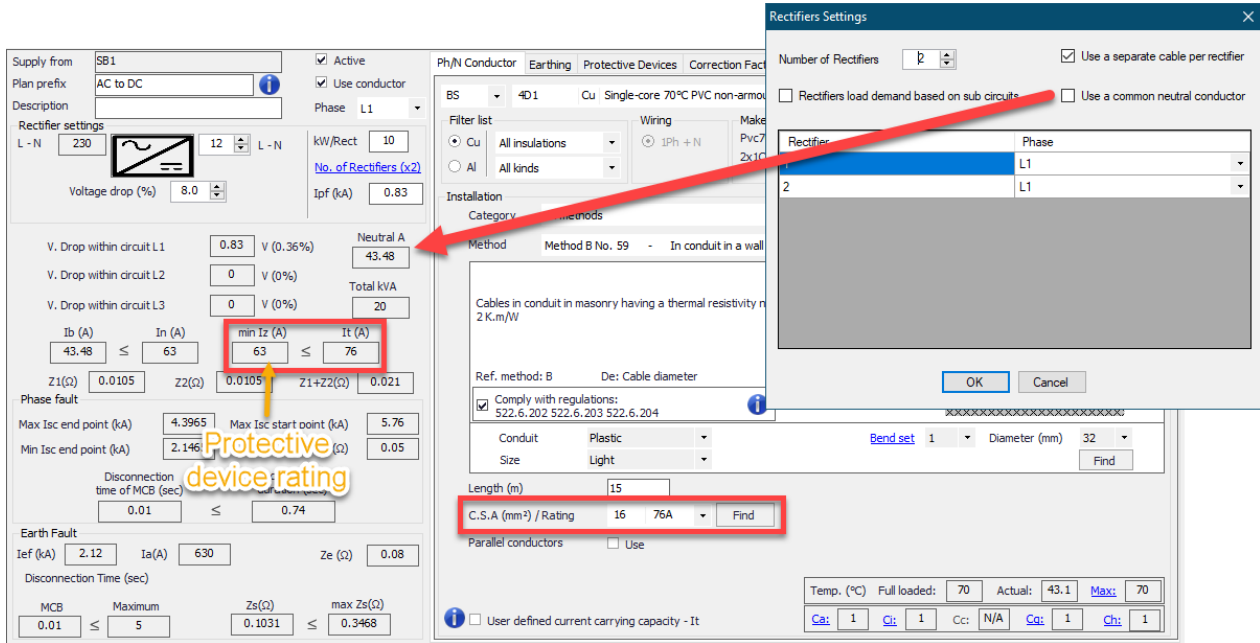 Rectifiers Settings
Number of Rectifiers 2
Use a separate cable per rectifier
Rectifiers load demand based on sub circuits
Use a common neutral conductor
Rectifier Phase
L1
2 L1
OK Cancel
Supply from SB1
Active
Plan prefix AC to DC
Use conductor
Description
Phase L1
Rectifier settings
L - N 230 12 L - N
kW/Rect 10
No. of Rectifiers (x2)
Voltage drop (%) 8.0
Ipf (kA) 0.83
V. Drop within circuit L1 0.83 V (0.36%)
Neutral A
43.48
V. Drop within circuit L2 0 V (0%)
Total kVA
V. Drop within circuit L3 0 V (0%)
20
Ib (A) In (A) min Iz (A) It (A)
43.48 ≤ 63 63 ≤ 76
Z1(Ω) 0.0105 Z2(Ω) 0.0105 Z1+Z2(Ω) 0.021
Phase fault
Max Isc end point (kA) 4.3965 Max Isc start point (kA) 5.76
Min Isc end point (kA) 2.146 (Ω) 0.05
Protective
device rating
Disconnection
time of MCB (sec)
0.01 ≤ 0.74
Earth Fault
Ief (kA) 2.12 Ia(A) 630 Ze (Ω) 0.08
Disconnection Time (sec)
MCB Maximum Zs(Ω) max Zs(Ω)
0.01 ≤ 5 0.1031 ≤ 0.3468
Ph/N Conductor Earthing Protective Devices Correction Fact
BS 4D1 Cu Single-core 70°C PVC non-armou
Filter list Wiring Make
Cu All insulations 1Ph + N Pvc7
2x1C
Al All kinds
Installation
Category methods
Method Method B No. 59 - In conduit in a wall
Cables in conduit in masonry having a thermal resistivity n
2 K.m/W
Ref. method: B De: Cable diameter
Comply with regulations:
522.6.202 522.6.203 522.6.204
Conduit Plastic Bend set 1 Diameter (mm) 32
Size Light Find
Length (m) 15
C.S.A (mm²) / Rating 16 76A Find
Parallel conductors Use
Temp. (°C) Full loaded: 70 Actual: 43.1 Max: 70
User defined current carrying capacity - It
Ca: 1 Ci: 1 Cc: N/A Cg: 1 Ch: 1